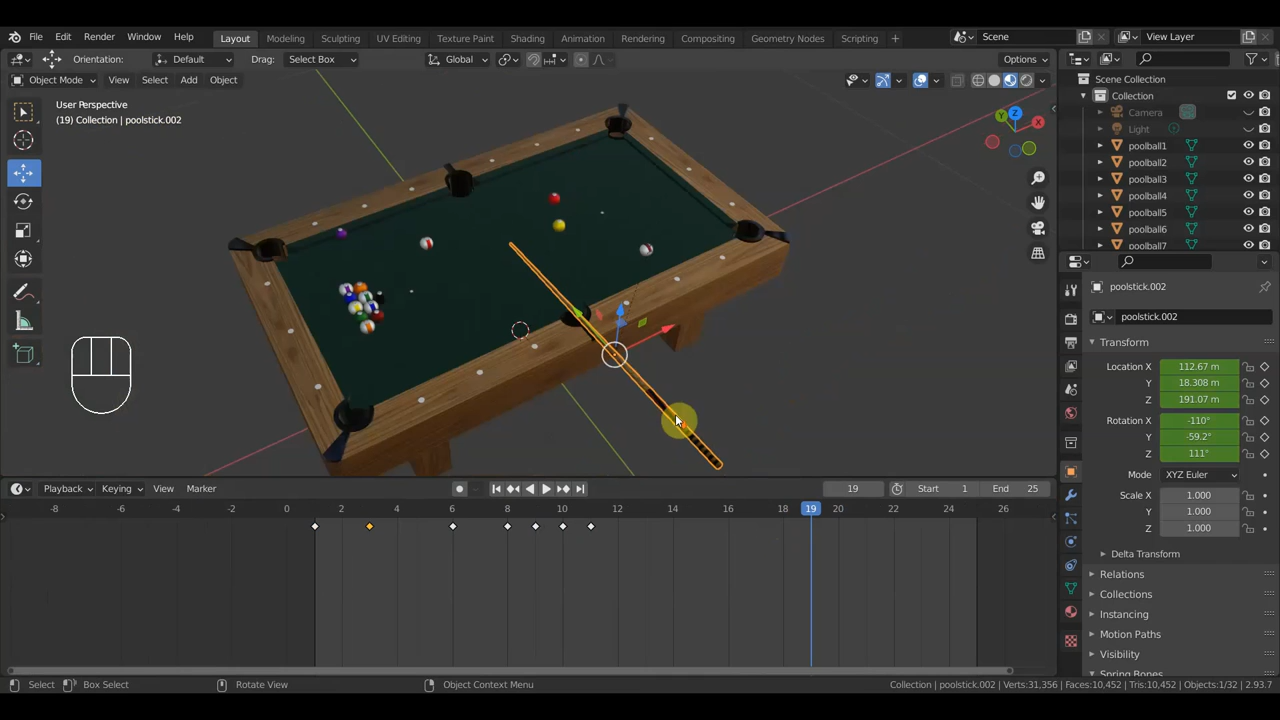 File Edit Render Window Help Layout Modeling Sculpting UV Editing Texture Paint Shading Animation Rendering Compositing Geometry Nodes Scripting + Scene View Layer
Orientation: Default Drag: Select Box Global Options
Object Mode View Select Add Object
User Perspective
(19) Collection | poolstick.002
Z
Y
X
Scene Collection
Collection
Camera
Light
poolball1
poolball2
poolball3
poolball4
poolball5
poolball6
poolball7
poolstick.002
poolstick.002
Transform
Location X 112.67 m
Y 18.308 m
Z 191.07 m
Rotation X -110°
Y -59.2°
Z 111°
Mode XYZ Euler
Scale X 1.000
Y 1.000
Z 1.000
Delta Transform
Relations
Collections
Instancing
Motion Paths
Visibility
Spring Bones
Playback Keying View Marker 19 Start 1 End 25
-8 -6 -4 -2 0 2 4 6 8 10 12 14 16 18 19 20 22 24 26
Select Box Select Rotate View Object Context Menu Collection | poolstick.002 | Verts:31,356 | Faces:10,452 | Tris:10,452 | Objects:1/32 | 2.93.7